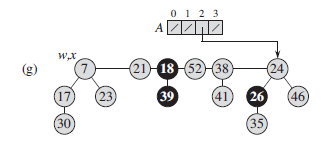 0 1 2 3
A / / / /
w,x
(g) 7 21 18 52 38 24
17 23 39 41 26 46
30 35